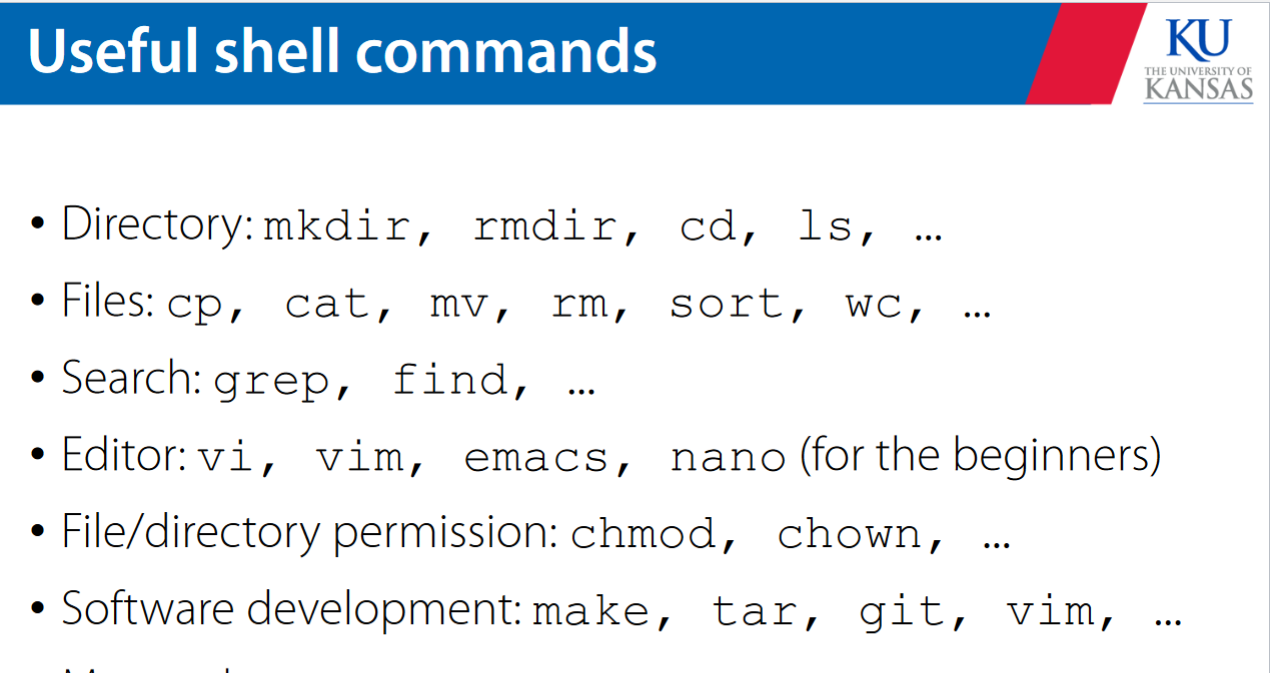 Useful shell commands
KU
THE UNIVERSITY OF
KANSAS
• Directory: mkdir, rmdir, cd, ls, …
• Files: cp, cat, mv, rm, sort, wc, …
• Search: grep, find, …
• Editor: vi, vim, emacs, nano (for the beginners)
• File/directory permission: chmod, chown, …
• Software development: make, tar, git, vim, …